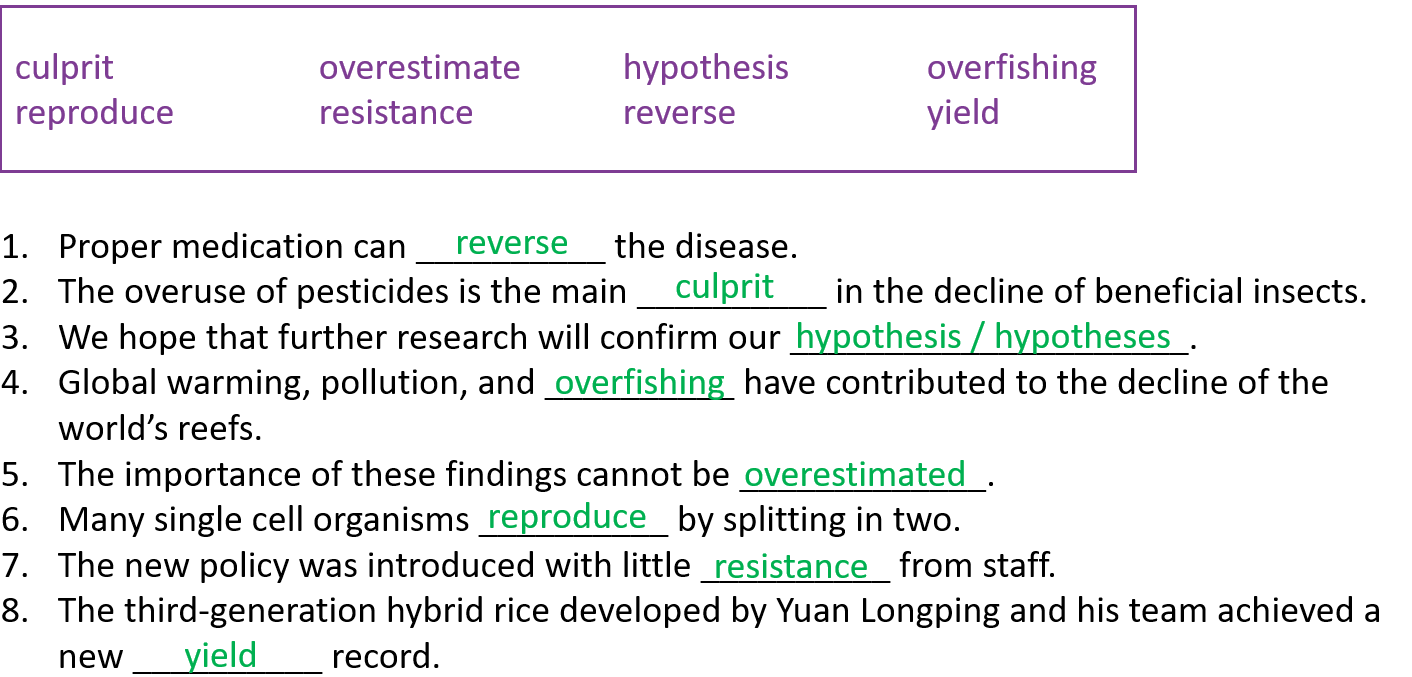 culprit overestimate hypothesis overfishing
reproduce resistance reverse yield
1. Proper medication can reverse the disease.
2. The overuse of pesticides is the main culprit in the decline of beneficial insects.
3. We hope that further research will confirm our hypothesis / hypotheses.
4. Global warming, pollution, and overfishing have contributed to the decline of the
world’s reefs.
5. The importance of these findings cannot be overestimated.
6. Many single cell organisms reproduce by splitting in two.
7. The new policy was introduced with little resistance from staff.
8. The third-generation hybrid rice developed by Yuan Longping and his team achieved a
new yield record.